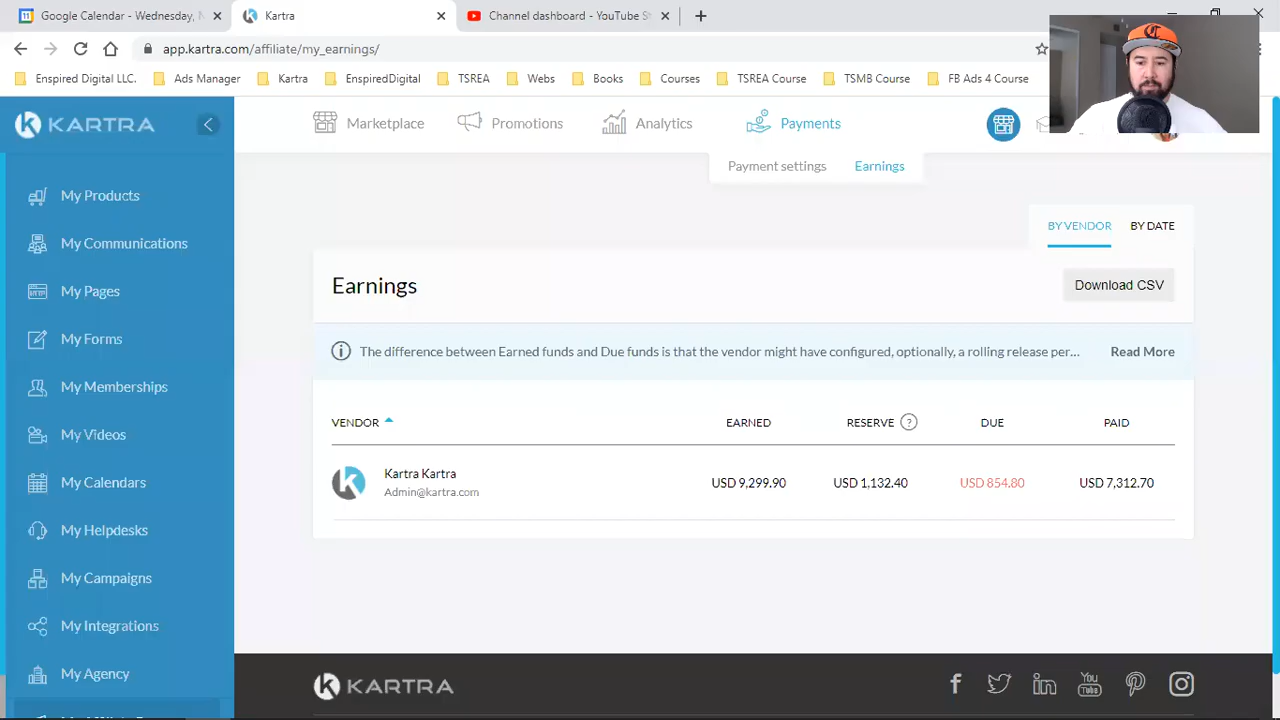 Google Calendar - Wednesday, N
Kartra
Channel dashboard - YouTube St
app.kartra.com/affiliate/my_earnings/
Enspired Digital LLC.
Ads Manager
Kartra
EnspiredDigital
TSREA
Webs
Books
Courses
TSREA Course
TSMB Course
FB Ads 4 Course
KARTRA
Marketplace
Promotions
Analytics
Payments
Payment settings
Earnings
My Products
My Communications
My Pages
My Forms
My Memberships
My Videos
My Calendars
My Helpdesks
My Campaigns
My Integrations
My Agency
BY VENDOR
BY DATE
Earnings
Download CSV
The difference between Earned funds and Due funds is that the vendor might have configured, optionally, a rolling release per...
Read More
VENDOR EARNED RESERVE ? DUE PAID
Kartra Kartra
Admin@kartra.com
USD 9,299.90 USD 1,132.40 USD 854.80 USD 7,312.70
KARTRA